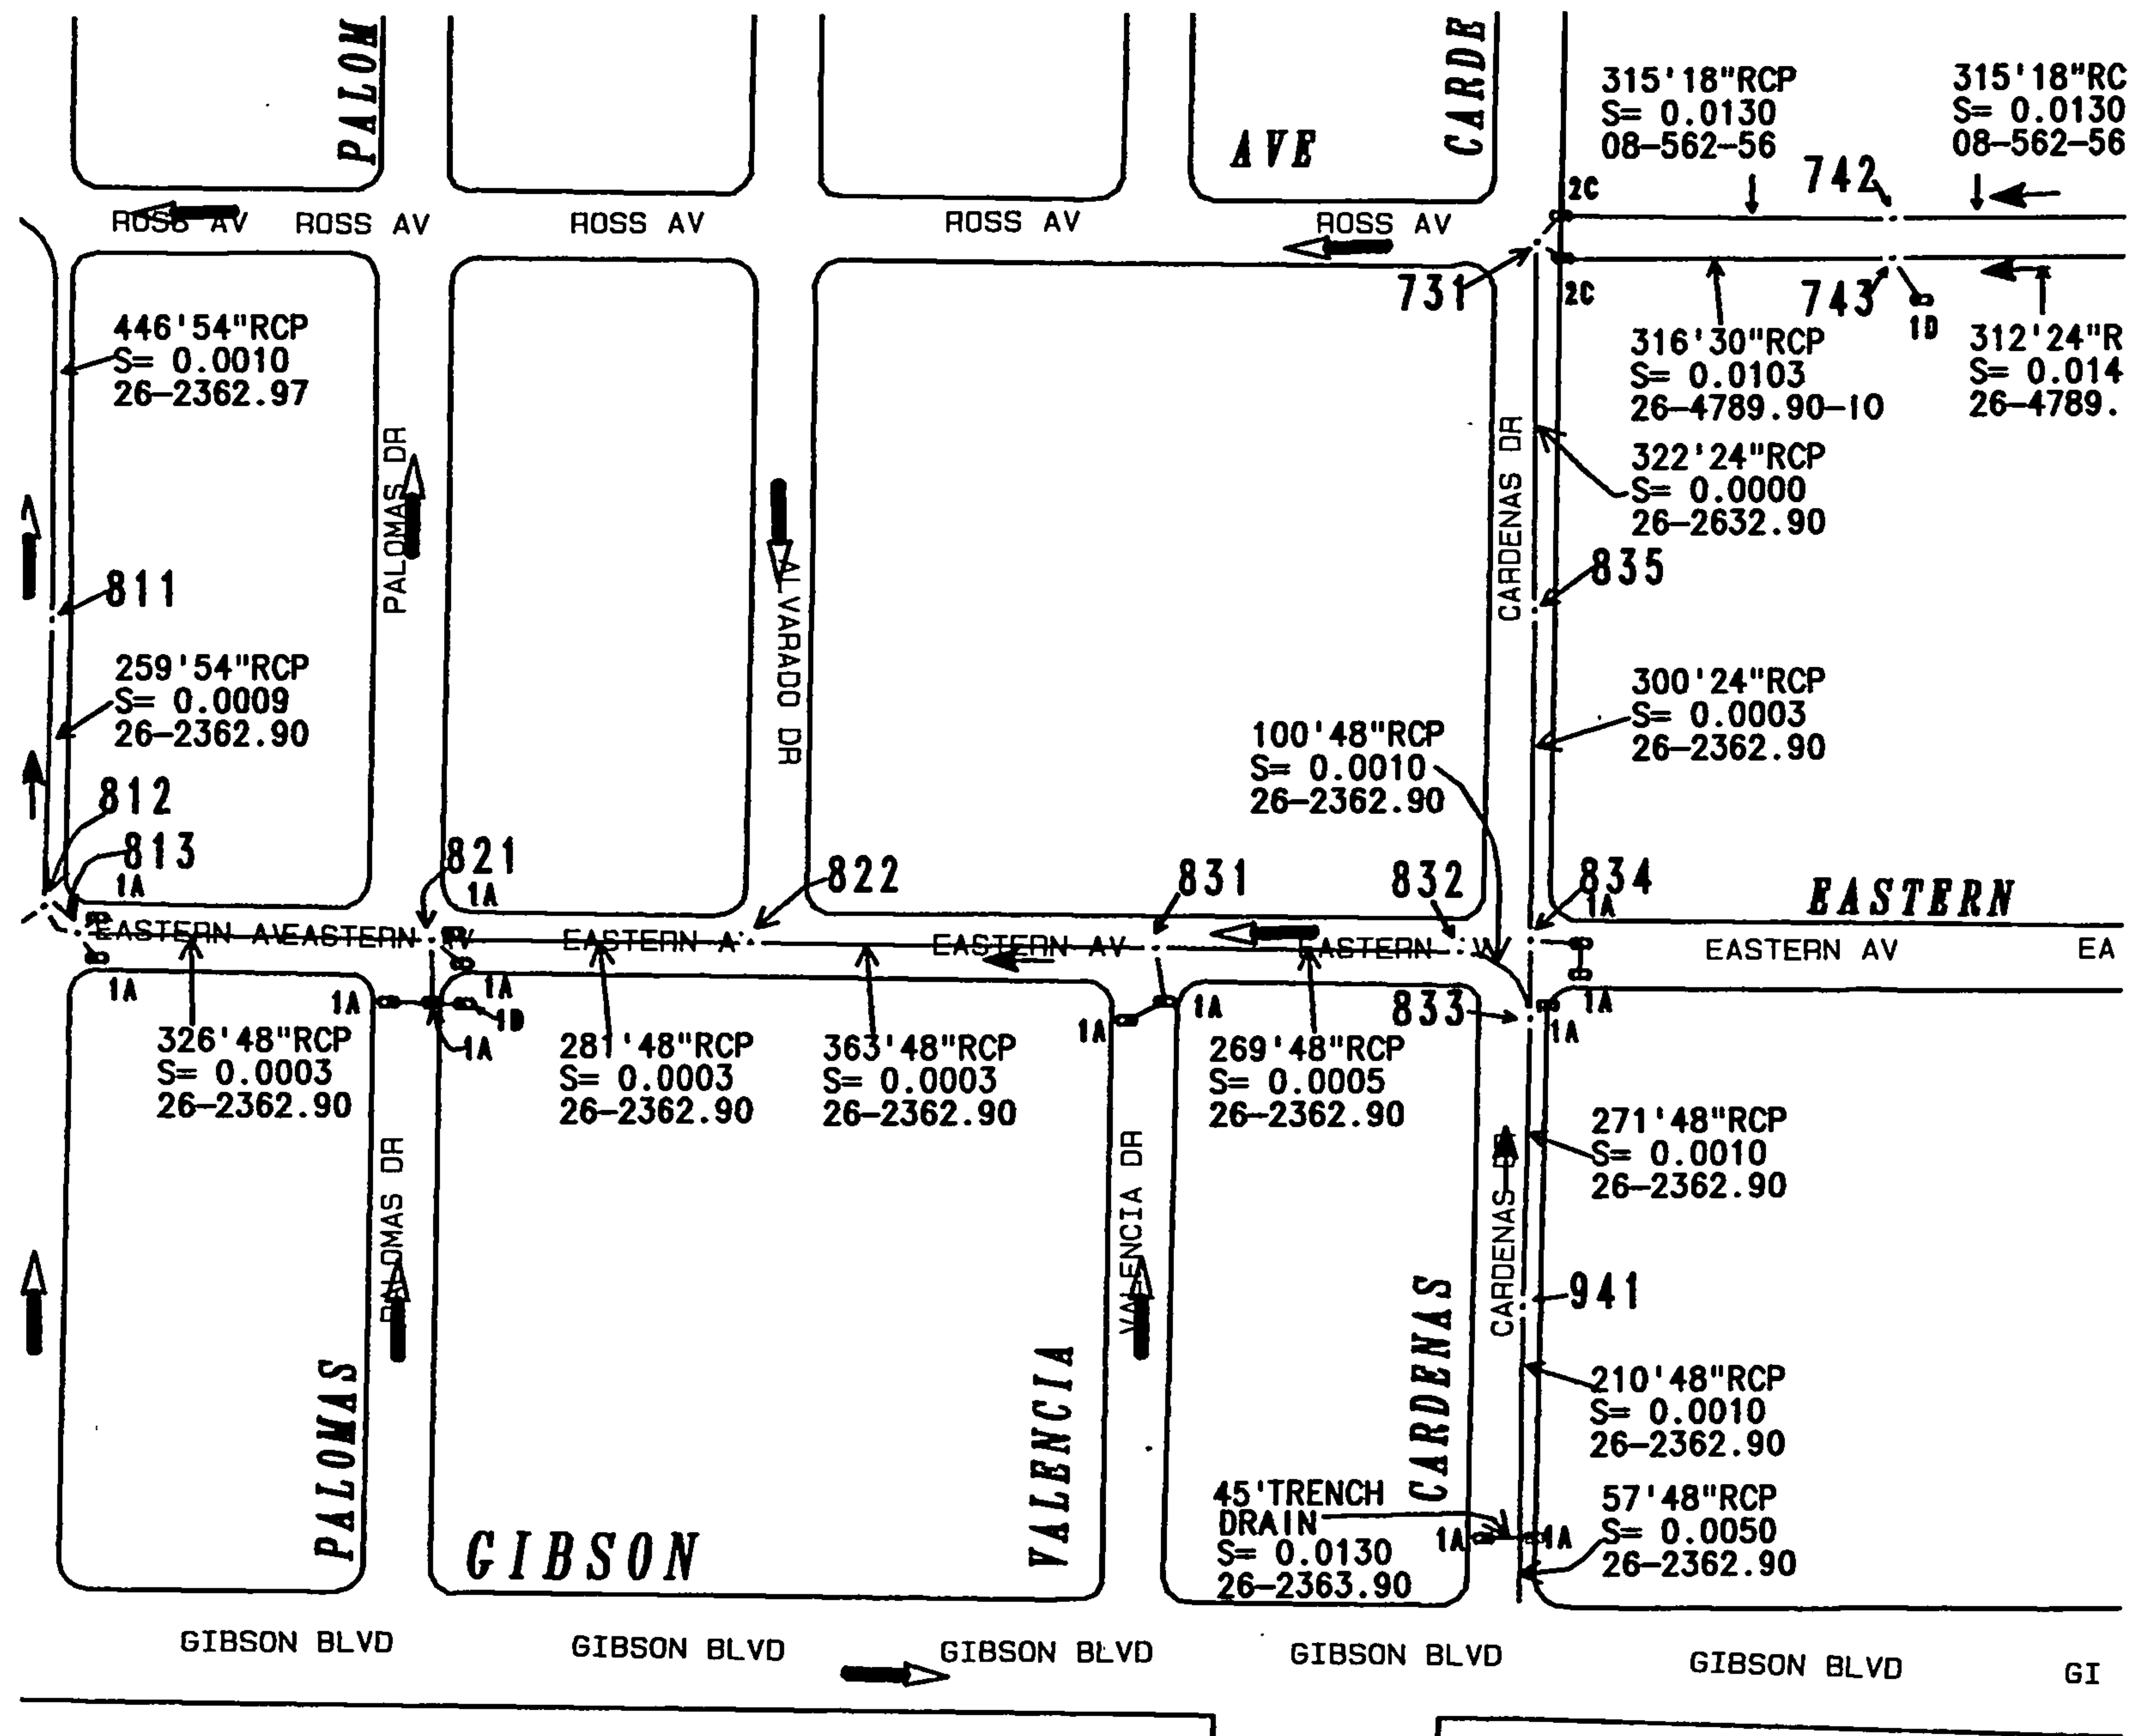 PALOM
CARDE
AVE
315'18"RCP
S= 0.0130
08-562-56
315'18"RC
S= 0.0130
08-562-56
742
2C
ROSS AV
ROSS AV
ROSS AV
ROSS AV
ROSS AV
731
2C
743
1D
446'54"RCP
S= 0.0010
26-2362.97
316'30"RCP
S= 0.0103
26-4789.90-10
312'24"R
S= 0.014
26-4789.
PALOMAS DR
ALVARADO DR
CARDENAS DR
322'24"RCP
S= 0.0000
26-2632.90
835
811
259'54"RCP
S= 0.0009
26-2362.90
300'24"RCP
S= 0.0003
26-2362.90
100'48"RCP
S= 0.0010
26-2362.90
812
813
1A
821
1A
822
831
832
834
1A
EASTERN
EASTERN AV
EASTERN
EASTERN A
EASTERN AV
EASTERN
EASTERN AV
EA
1A
1A
1A
1D
1A
1A
1A
833
1A
1A
326'48"RCP
S= 0.0003
26-2362.90
281'48"RCP
S= 0.0003
26-2362.90
363'48"RCP
S= 0.0003
26-2362.90
269'48"RCP
S= 0.0005
26-2362.90
271'48"RCP
S= 0.0010
26-2362.90
PALOMAS DR
VALENCIA DR
CARDENAS DR
941
PALOMAS
VALENCIA
CARDENAS
210'48"RCP
S= 0.0010
26-2362.90
45'TRENCH
DRAIN
S= 0.0130
26-2363.90
1A
1A
57'48"RCP
S= 0.0050
26-2362.90
GIBSON
GIBSON BLVD
GIBSON BLVD
GIBSON BLVD
GIBSON BLVD
GIBSON BLVD
GI